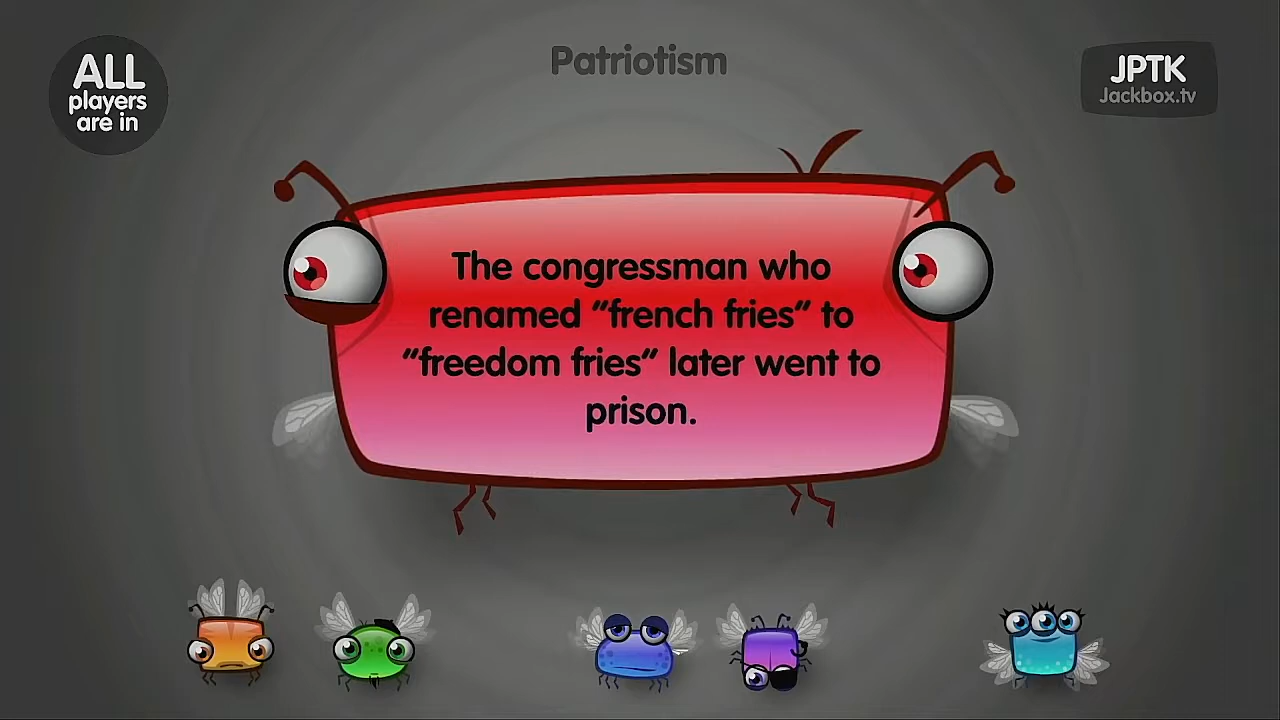 ALL
players
are in
Patriotism
JPTK
Jackbox.tv
The congressman who
renamed “french fries” to
“freedom fries” later went to
prison.